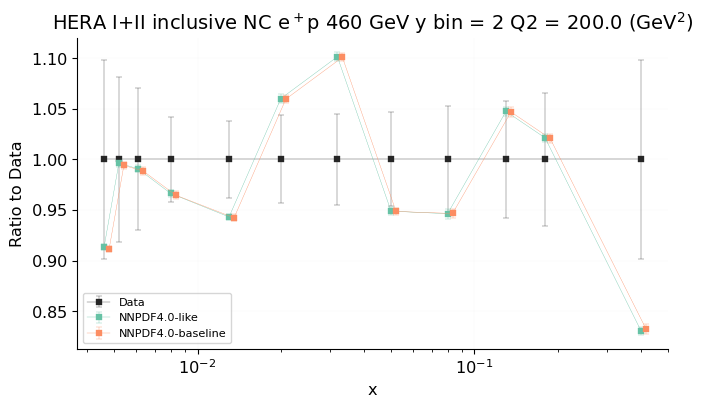 HERA I+II inclusive NC e⁺p 460 GeV y bin = 2 Q2 = 200.0 (GeV²)
Ratio to Data
1.10
1.05
1.00
0.95
0.90
0.85
Data
NNPDF4.0-like
NNPDF4.0-baseline
10⁻²
10⁻¹
x